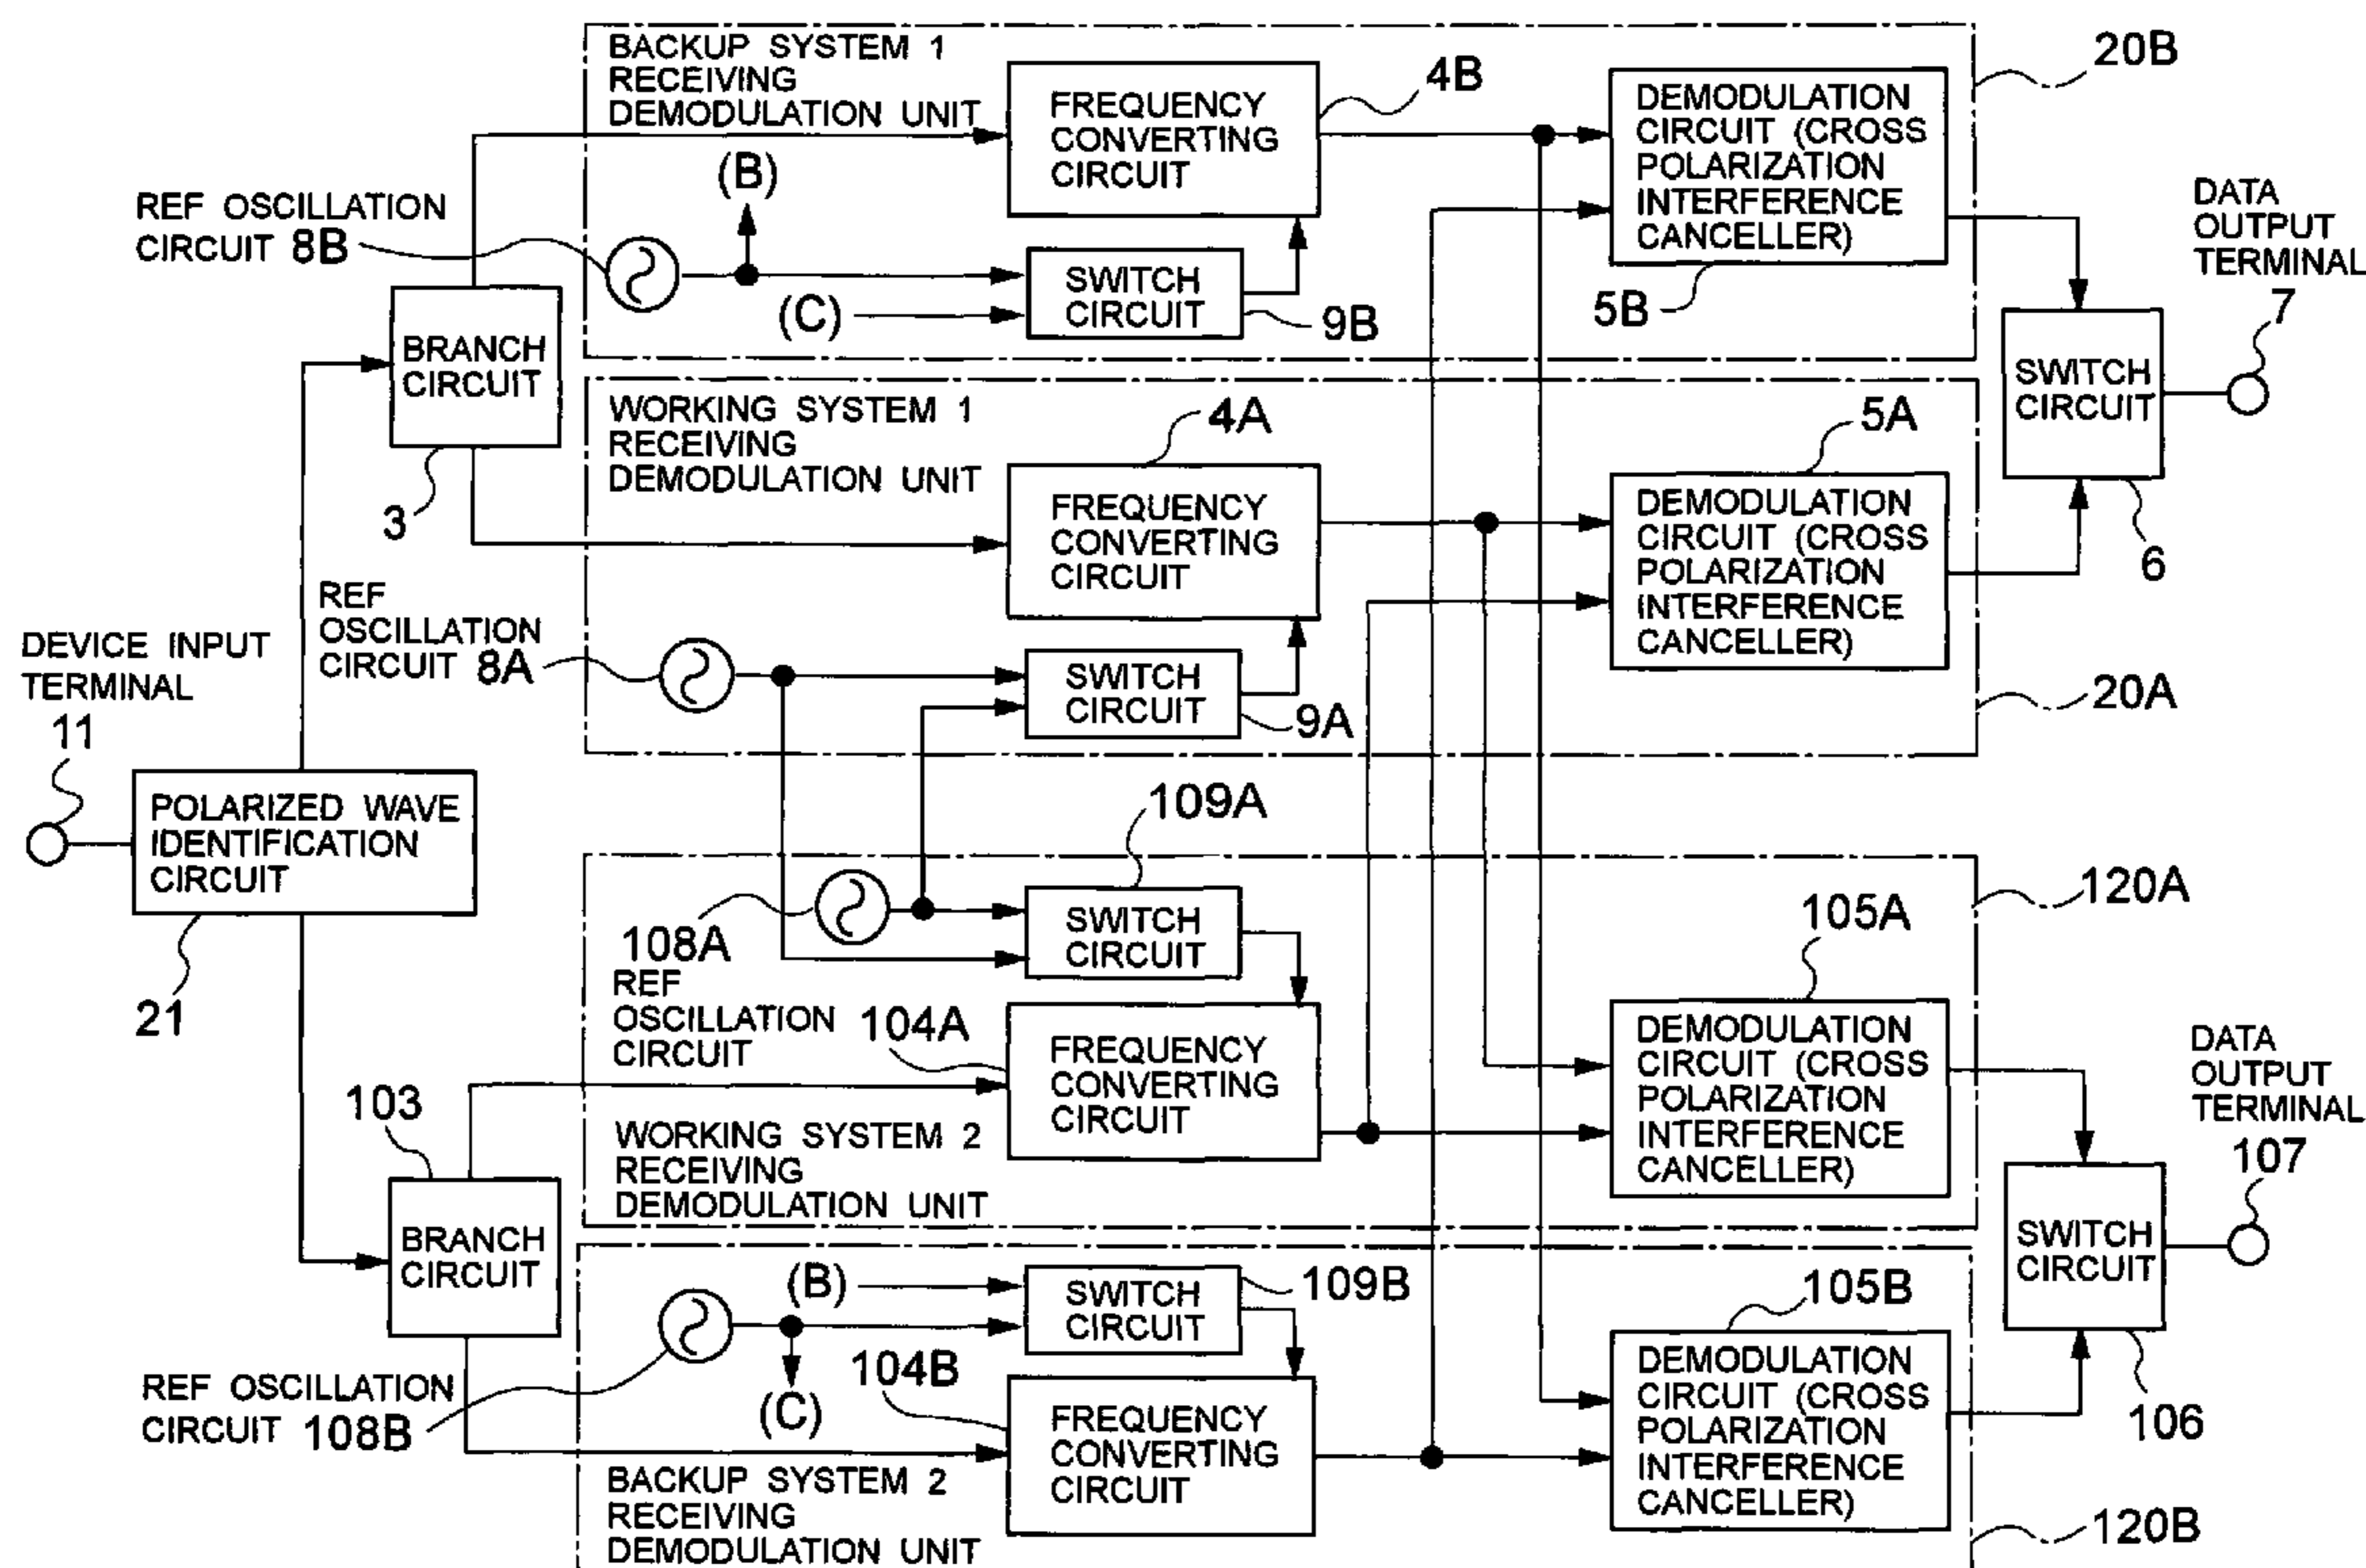 BACKUP SYSTEM 1
RECEIVING
DEMODULATION UNIT
FREQUENCY
CONVERTING
CIRCUIT
4B
DEMODULATION
CIRCUIT (CROSS
POLARIZATION
INTERFERENCE
CANCELLER)
5B
20B
(B)
REF OSCILLATION
CIRCUIT 8B
(C)
SWITCH
CIRCUIT
9B
DATA
OUTPUT
TERMINAL
7
BRANCH
CIRCUIT
3
SWITCH
CIRCUIT
6
WORKING SYSTEM 1
RECEIVING
DEMODULATION UNIT
4A
FREQUENCY
CONVERTING
CIRCUIT
5A
DEMODULATION
CIRCUIT (CROSS
POLARIZATION
INTERFERENCE
CANCELLER)
REF
OSCILLATION
CIRCUIT 8A
SWITCH
CIRCUIT
9A
20A
DEVICE INPUT
TERMINAL
11
POLARIZED WAVE
IDENTIFICATION
CIRCUIT
21
109A
SWITCH
CIRCUIT
108A
REF
OSCILLATION
CIRCUIT
104A
FREQUENCY
CONVERTING
CIRCUIT
WORKING SYSTEM 2
RECEIVING
DEMODULATION UNIT
120A
105A
DEMODULATION
CIRCUIT (CROSS
POLARIZATION
INTERFERENCE
CANCELLER)
DATA
OUTPUT
TERMINAL
107
103
BRANCH
CIRCUIT
SWITCH
CIRCUIT
106
(B)
SWITCH
CIRCUIT
109B
REF OSCILLATION
CIRCUIT 108B
(C)
104B
FREQUENCY
CONVERTING
CIRCUIT
105B
DEMODULATION
CIRCUIT (CROSS
POLARIZATION
INTERFERENCE
CANCELLER)
BACKUP SYSTEM 2
RECEIVING
DEMODULATION UNIT
120B